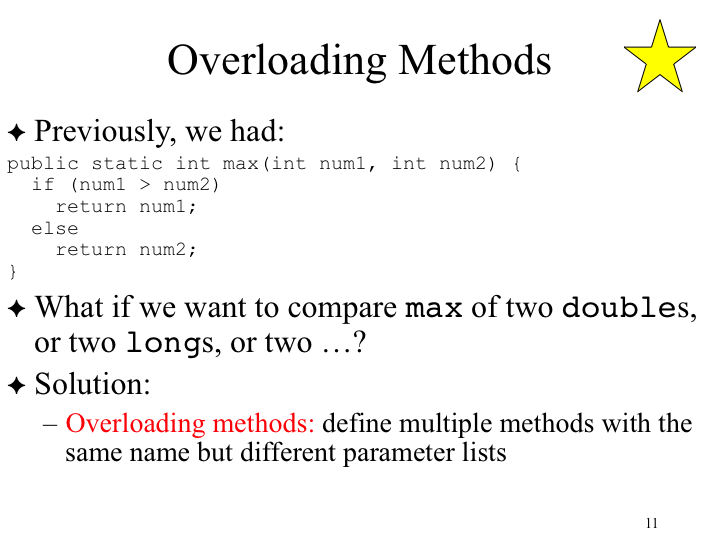 Overloading Methods
✦ Previously, we had:
public static int max(int num1, int num2) {
  if (num1 > num2)
    return num1;
  else
    return num2;
}
✦ What if we want to compare max of two doubles,
or two longs, or two …?
✦ Solution:
– Overloading methods: define multiple methods with the
same name but different parameter lists
11